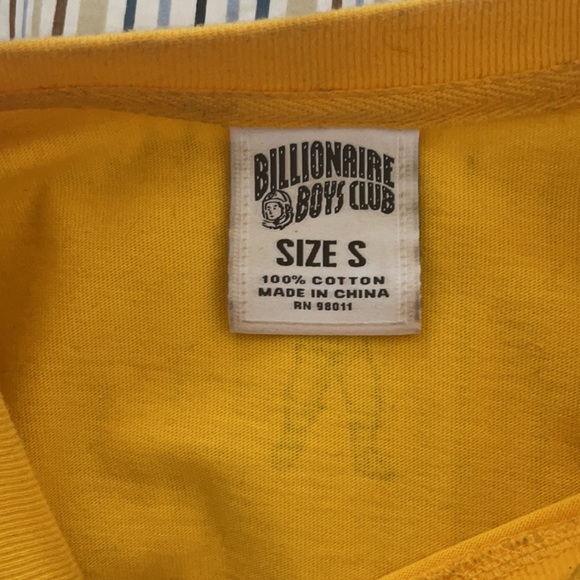 BILLIONAIRE
BOYS CLUB
SIZE S
100% COTTON
MADE IN CHINA
RN 98011